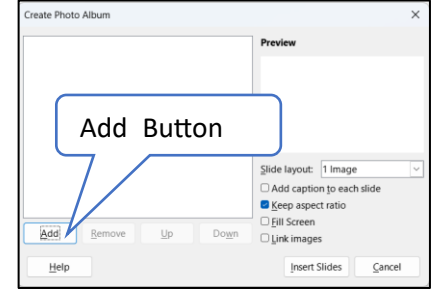 Create Photo Album
Preview
Add Button
Slide layout: 1 Image
Add caption to each slide
Keep aspect ratio
Fill Screen
Link images
Add Remove Up Down
Help Insert Slides Cancel